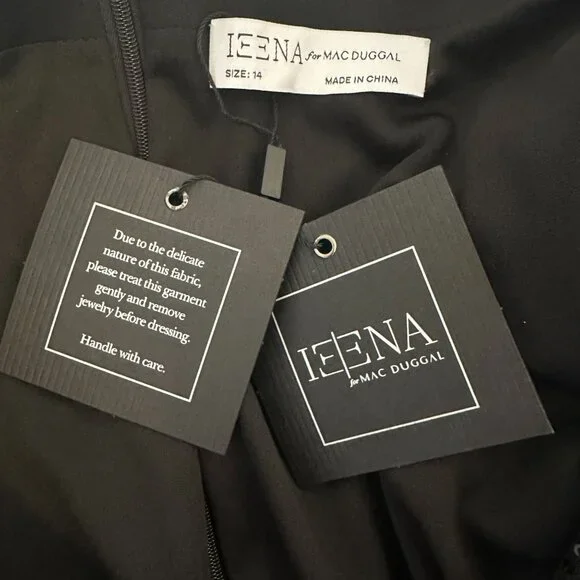 IEENA for MAC DUGGAL
SIZE: 14 MADE IN CHINA
Due to the delicate
nature of this fabric,
please treat this garment
gently and remove
jewelry before dressing.
Handle with care.
IEENA
for MAC DUGGAL